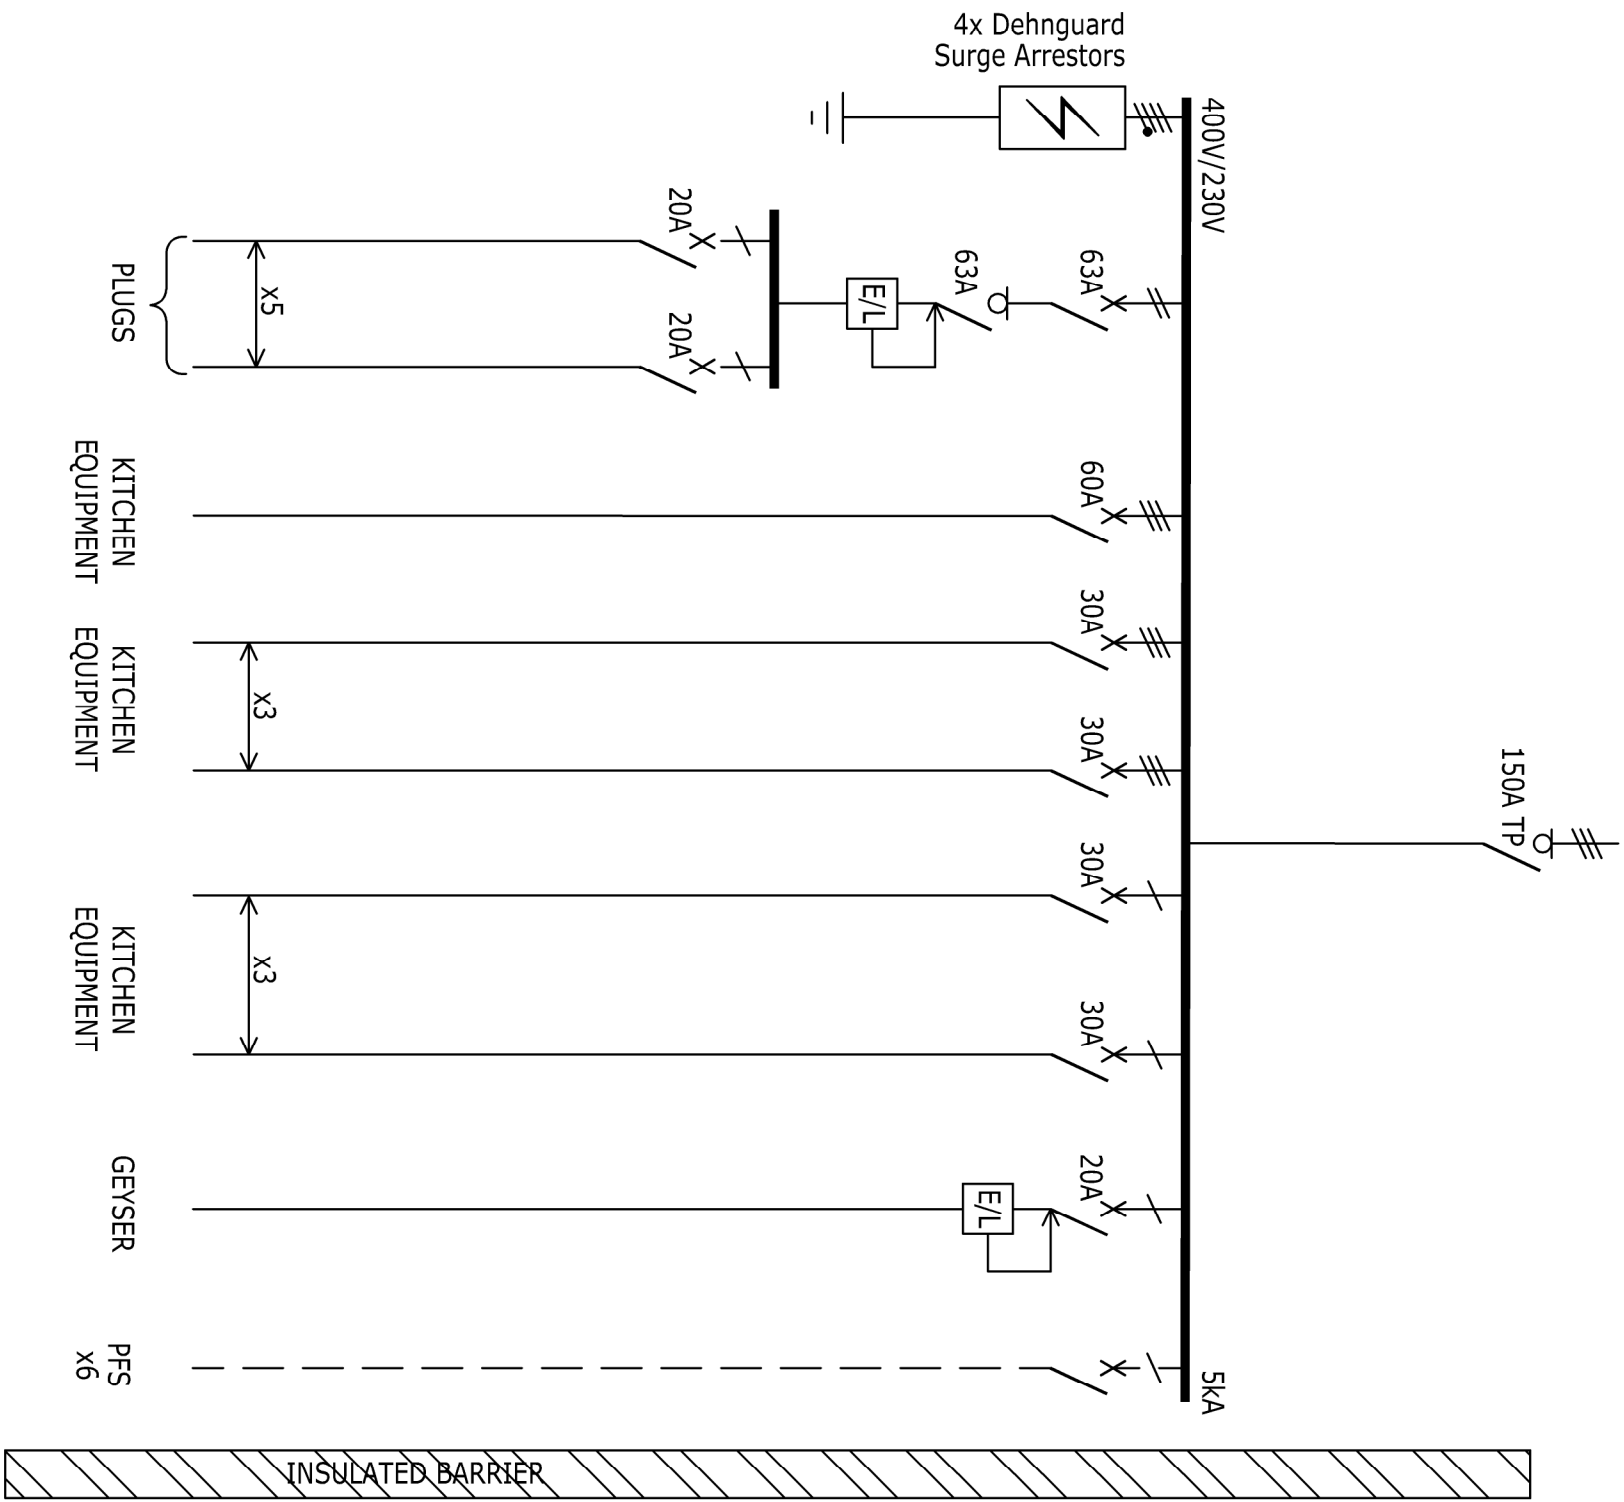 4x Dehnguard
Surge Arrestors
400V/230V
20A
63A
63A
E/L
x5
PLUGS
20A
60A
KITCHEN
EQUIPMENT
30A
KITCHEN
EQUIPMENT
x3
30A
150A TP
30A
KITCHEN
EQUIPMENT
x3
30A
20A
E/L
GEYSER
PFS
x6
5kA
INSULATED BARRIER